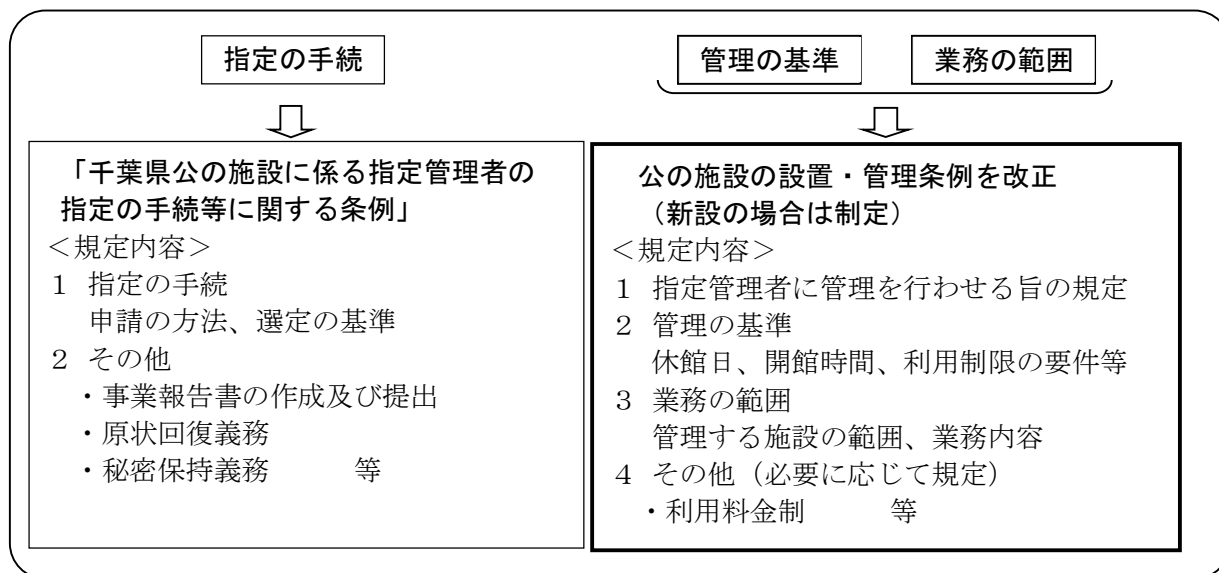 指定の手続
管理の基準
業務の範囲
「千葉県公の施設に係る指定管理者の
指定の手続等に関する条例」
<規定内容>
１ 指定の手続
申請の方法、選定の基準
２ その他
・事業報告書の作成及び提出
・原状回復義務
・秘密保持義務　　　等
公の施設の設置・管理条例を改正
（新設の場合は制定）
<規定内容>
１ 指定管理者に管理を行わせる旨の規定
２ 管理の基準
休館日、開館時間、利用制限の要件等
３ 業務の範囲
管理する施設の範囲、業務内容
４ その他（必要に応じて規定）
・利用料金制　　　等